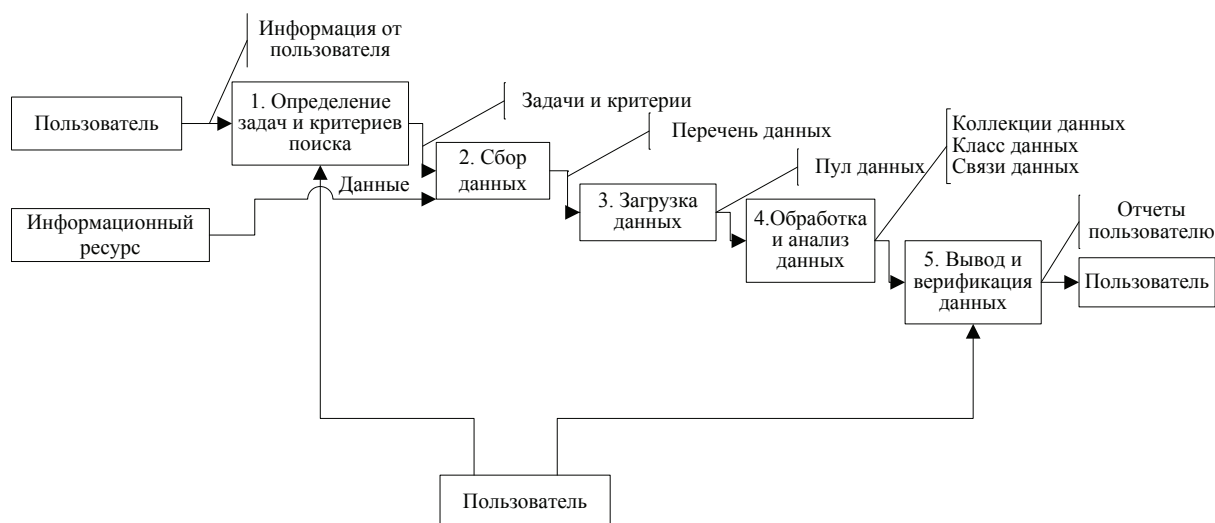 Информация от
пользователя
Пользователь
1. Определение
задач и критериев
поиска
Задачи и критерии
Информационный
ресурс
Данные
2. Сбор
данных
Перечень данных
3. Загрузка
данных
Пул данных
4.Обработка
и анализ
данных
Коллекции данных
Класс данных
Связи данных
5. Вывод и
верификация
данных
Отчеты
пользователю
Пользователь
Пользователь